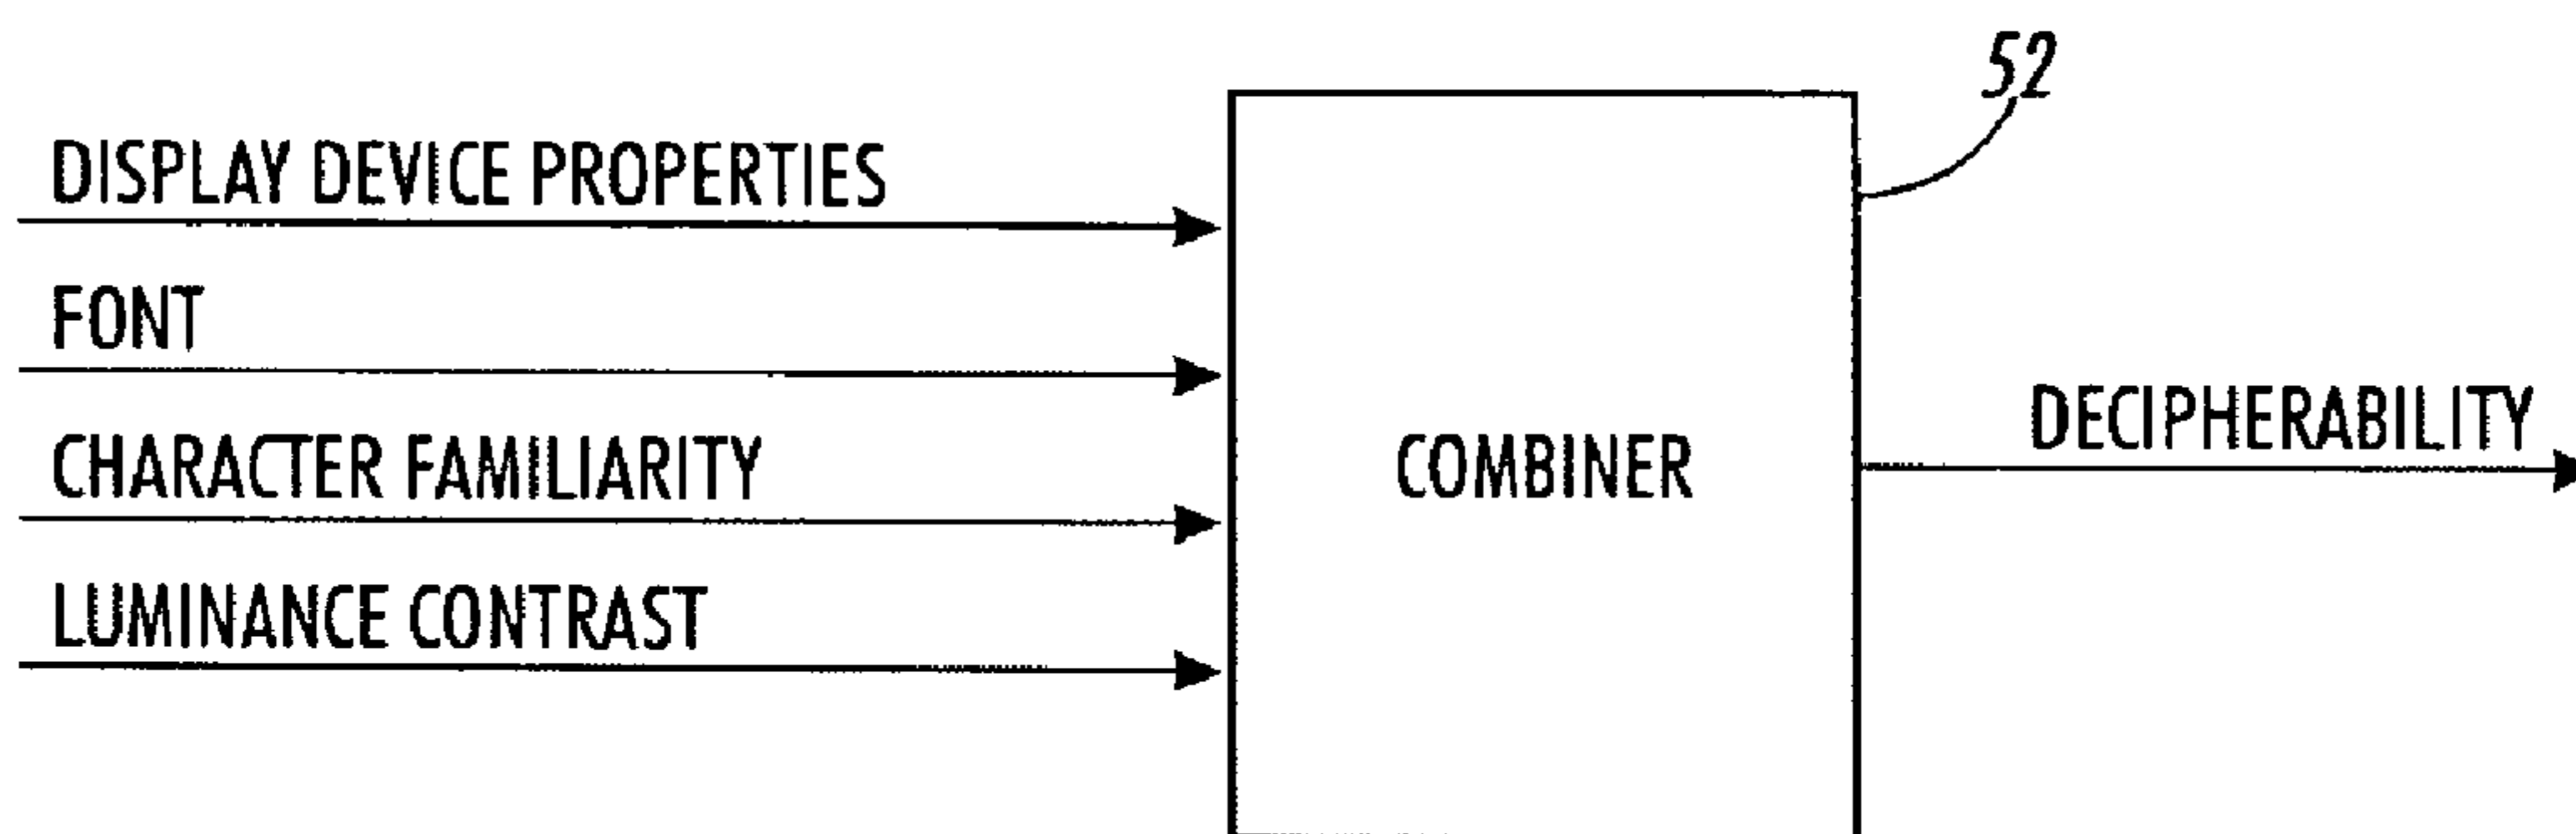 52
DISPLAY DEVICE PROPERTIES
FONT
CHARACTER FAMILIARITY
LUMINANCE CONTRAST
COMBINER
DECIPHERABILITY